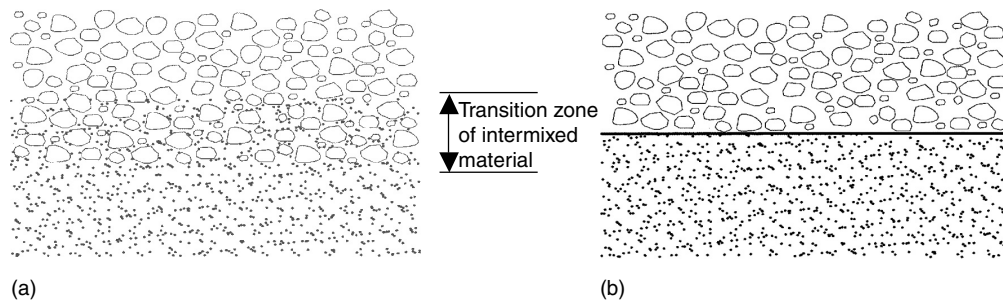 Transition zone
of intermixed
material
(a)
(b)